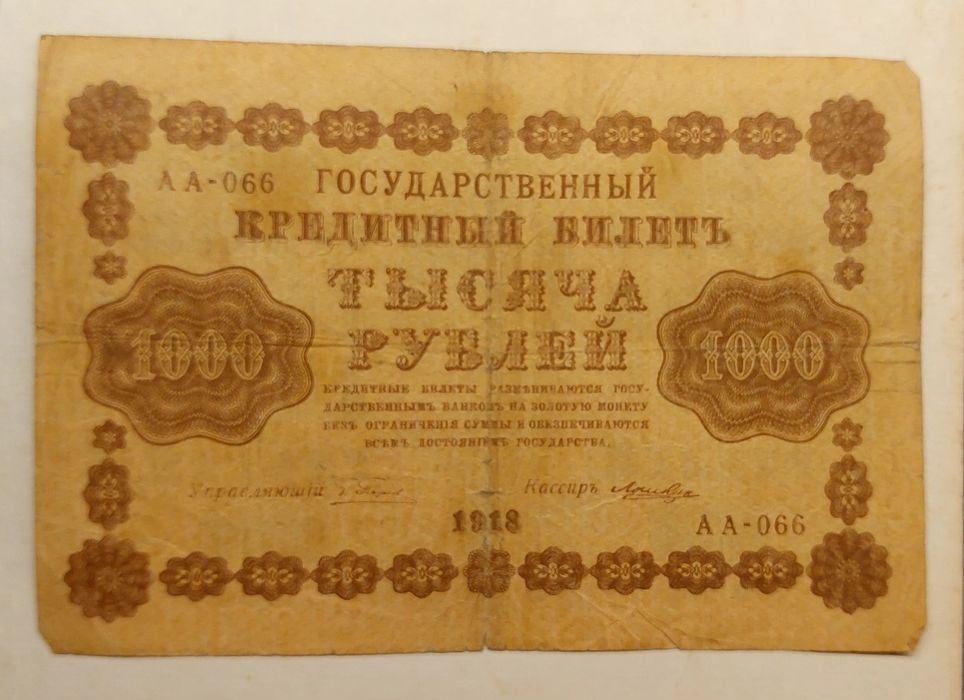 АА-066 ГОСУДАРСТВЕННЫЙ
КРЕДИТНЫЙ БИЛЕТЪ
ТЫСЯЧА
РУБЛЕЙ
1000 1000
КРЕДИТНЫЕ БИЛЕТЫ РАЗМѢНИВАЮТСЯ ГОСУ-
ДАРСТВЕННЫМЪ БАНКОМЪ НА ЗОЛОТУЮ МОНЕТУ
БЕЗЪ ОГРАНИЧЕНІЯ СУММЫ И ОБЕЗПЕЧИВАЮТСЯ
ВСѢМЪ ДОСТОЯНІЕМЪ ГОСУДАРСТВА.
Управляющій Кассиръ
1918 АА-066